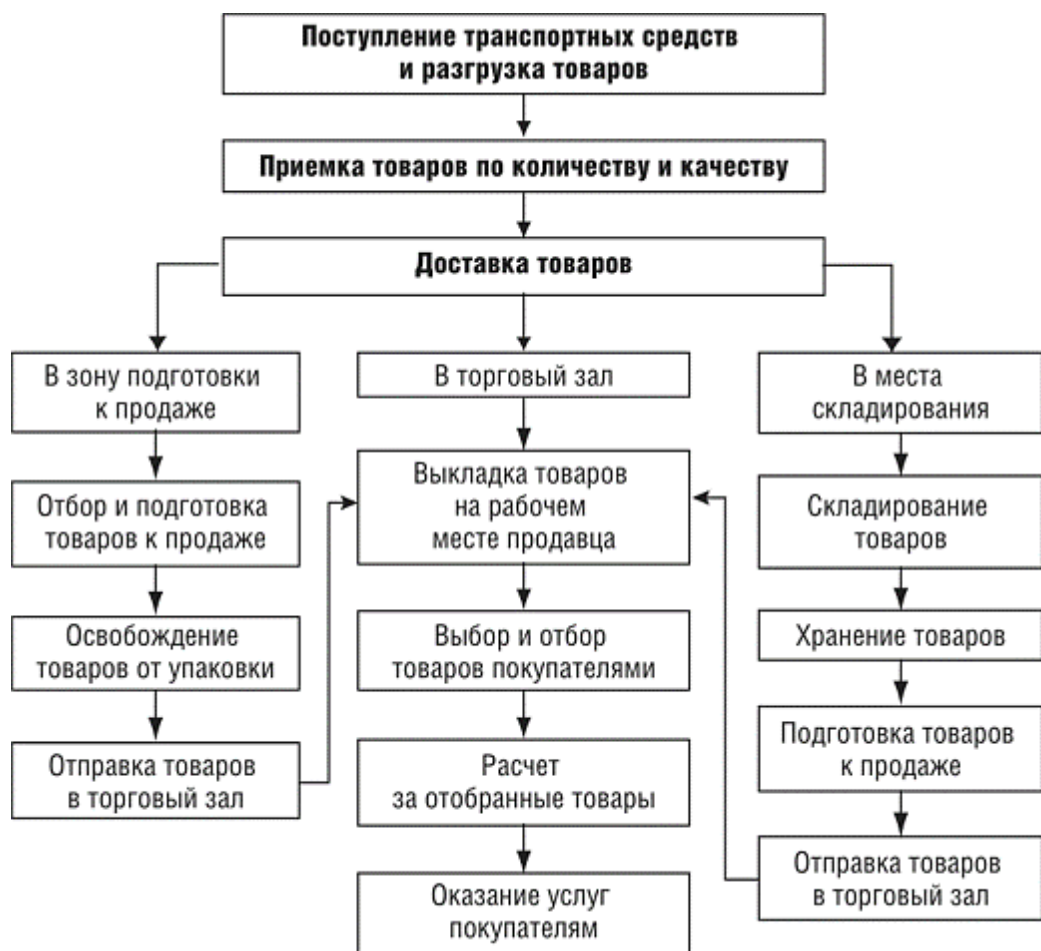 Поступление транспортных средств
и разгрузка товаров
Приемка товаров по количеству и качеству
Доставка товаров
В зону подготовки
к продаже
Отбор и подготовка
товаров к продаже
Освобождение
товаров от упаковки
Отправка товаров
в торговый зал
В торговый зал
Выкладка товаров
на рабочем
месте продавца
Выбор и отбор
товаров покупателями
Расчет
за отобранные товары
Оказание услуг
покупателям
В места
складирования
Складирование
товаров
Хранение товаров
Подготовка товаров
к продаже
Отправка товаров
в торговый зал